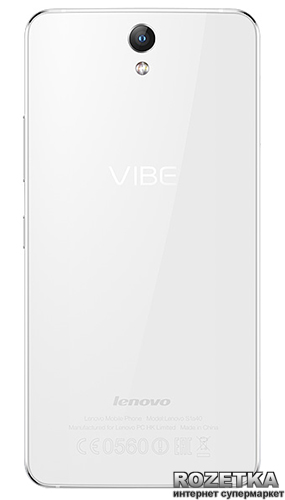 VIBE
lenovo
Lenovo Mobile Phone Model Lenovo S1a40
Manufactured for Lenovo PC HK Limited Made in China
CE0560
ROZETKA
интернет супермаркет